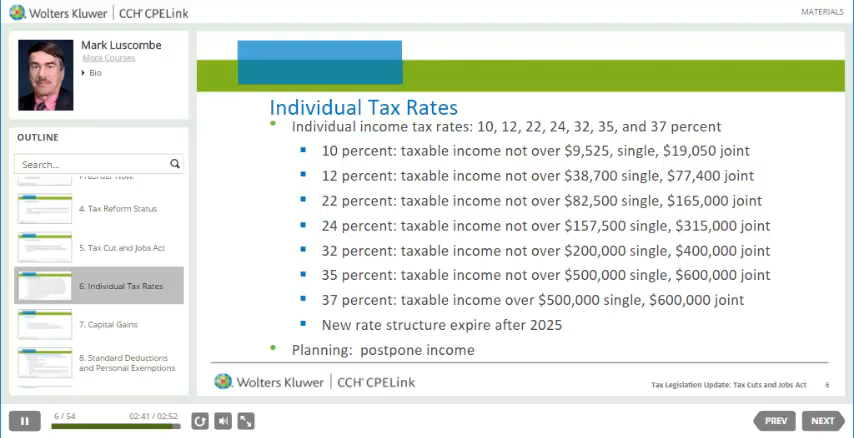 Wolters Kluwer | CCH® CPELink
MATERIALS
Mark Luscombe
More Courses
Bio
OUTLINE
Search...
Preorder Now!
4. Tax Reform Status
5. Tax Cut and Jobs Act
6. Individual Tax Rates
7. Capital Gains
8. Standard Deductions
and Personal Exemptions
Individual Tax Rates
• Individual income tax rates: 10, 12, 22, 24, 32, 35, and 37 percent
▪ 10 percent: taxable income not over $9,525, single, $19,050 joint
▪ 12 percent: taxable income not over $38,700 single, $77,400 joint
▪ 22 percent: taxable income not over $82,500 single, $165,000 joint
▪ 24 percent: taxable income not over $157,500 single, $315,000 joint
▪ 32 percent: taxable income not over $200,000 single, $400,000 joint
▪ 35 percent: taxable income not over $500,000 single, $600,000 joint
▪ 37 percent: taxable income over $500,000 single, $600,000 joint
▪ New rate structure expire after 2025
• Planning: postpone income
Wolters Kluwer | CCH® CPELink
Tax Legislation Update: Tax Cuts and Jobs Act 6
6 / 54
02:41 / 02:52
PREV
NEXT